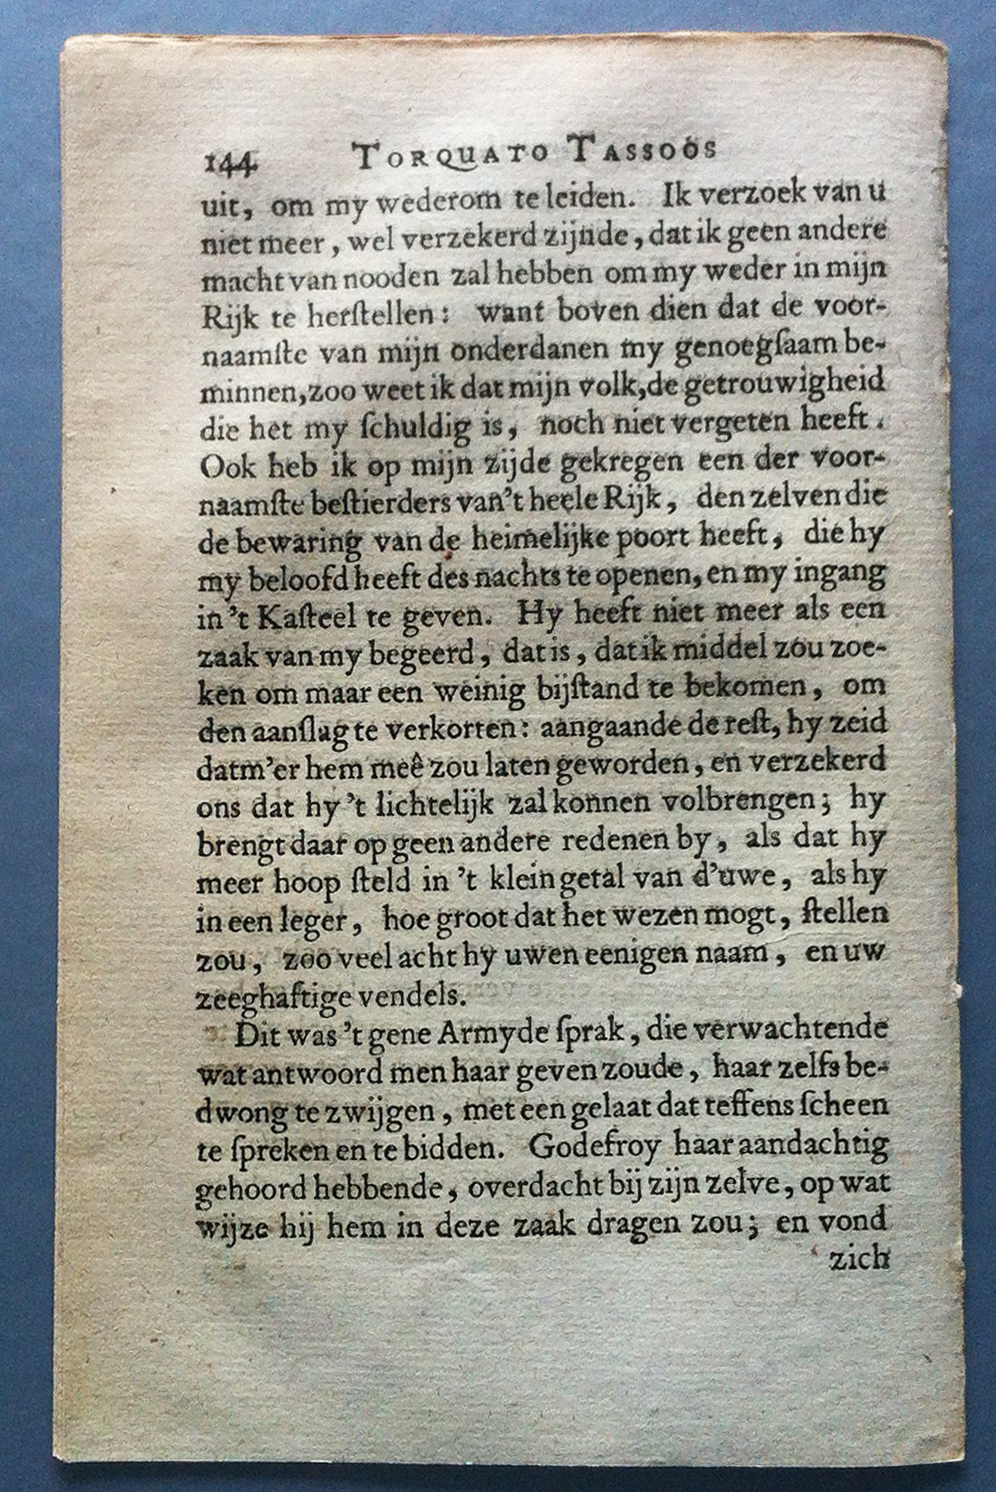 144 TORQUATO TASSOOS
uit, om my wederom te leiden. Ik verzoek van u
niet meer, wel verzekerd zijnde, dat ik geen andere
macht van nooden zal hebben om my weder in mijn
Rijk te herſtellen: want boven dien dat de voor-
naamſte van mijn onderdanen my genoegſaam be-
minnen, zoo weet ik dat mijn volk, de getrouwigheid
die het my ſchuldig is, noch niet vergeten heeft.
Ook heb ik op mijn zijde gekregen een der voor-
naamſte beſtierders van 't heele Rijk, den zelven die
de bewaring van de heimelijke poort heeft, die hy
my beloofd heeft des nachts te openen, en my ingang
in 't Kaſteel te geven. Hy heeft niet meer als een
zaak van my begeerd, dat is, dat ik middel zou zoe-
ken om maar een weinig bijſtand te bekomen, om
den aanſlag te verkorten: aangaande de reſt, hy zeid
datm'er hem meê zou laten geworden, en verzekerd
ons dat hy 't lichtelijk zal konnen volbrengen; hy
brengt daar op geen andere redenen by, als dat hy
meer hoop ſteld in 't klein getal van d'uwe, als hy
in een leger, hoe groot dat het wezen mogt, ſtellen
zou, zoo veel acht hy uwen eenigen naam, en uw
zeeghaftige vendels.
Dit was 't gene Armyde ſprak, die verwachtende
wat antwoord men haar geven zoude, haar zelfs be-
dwong te zwijgen, met een gelaat dat teffens ſcheen
te ſpreken en te bidden. Godefroy haar aandachtig
gehoord hebbende, overdacht bij zijn zelve, op wat
wijze hij hem in deze zaak dragen zou; en vond
zich